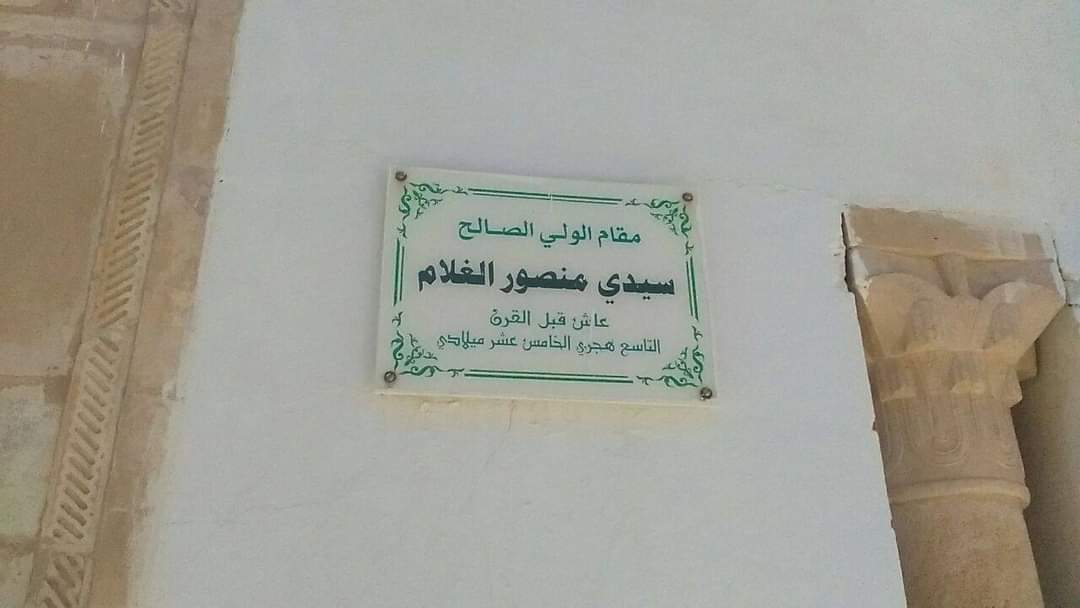 مقام الولي الصالح
سيدي منصور الغلام
عاش قبل القرن
التاسع هجري الخامس عشر ميلادي